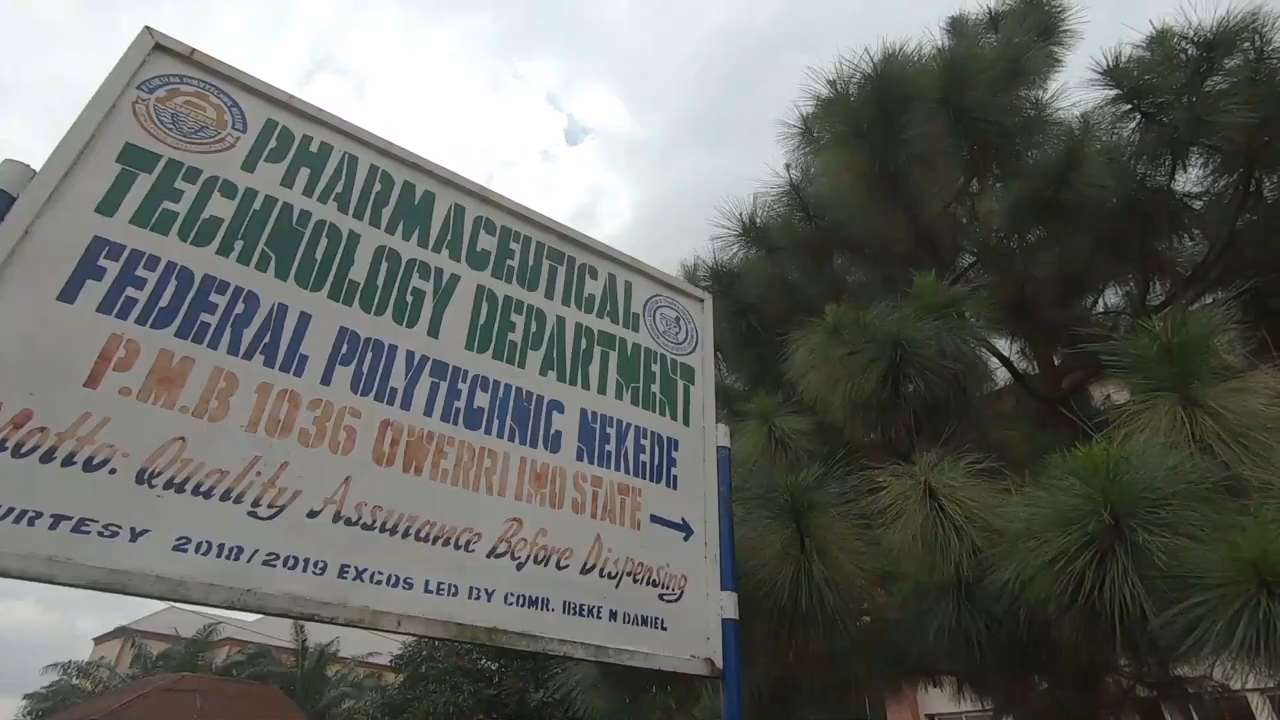 PHARMACEUTICAL
TECHNOLOGY DEPARTMENT
FEDERAL POLYTECHNIC NEKEDE
P.M.B 1036 OWERRI IMO STATE
Motto: Quality Assurance Before Dispensing
URTESY 2018/2019 EXCOS LED BY COMR. IBEKE N DANIEL